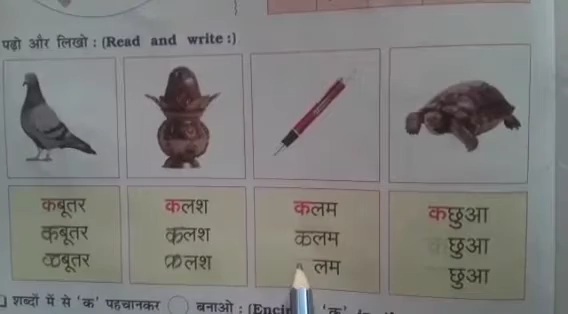 पढ़ो और लिखो : (Read and write :)
कबूतर कलश कलम कछुआ
कबूतर कलश कलम छुआ
कबूतर कलश लम छुआ
शब्दों में से 'क' पहचानकर बनाओ :